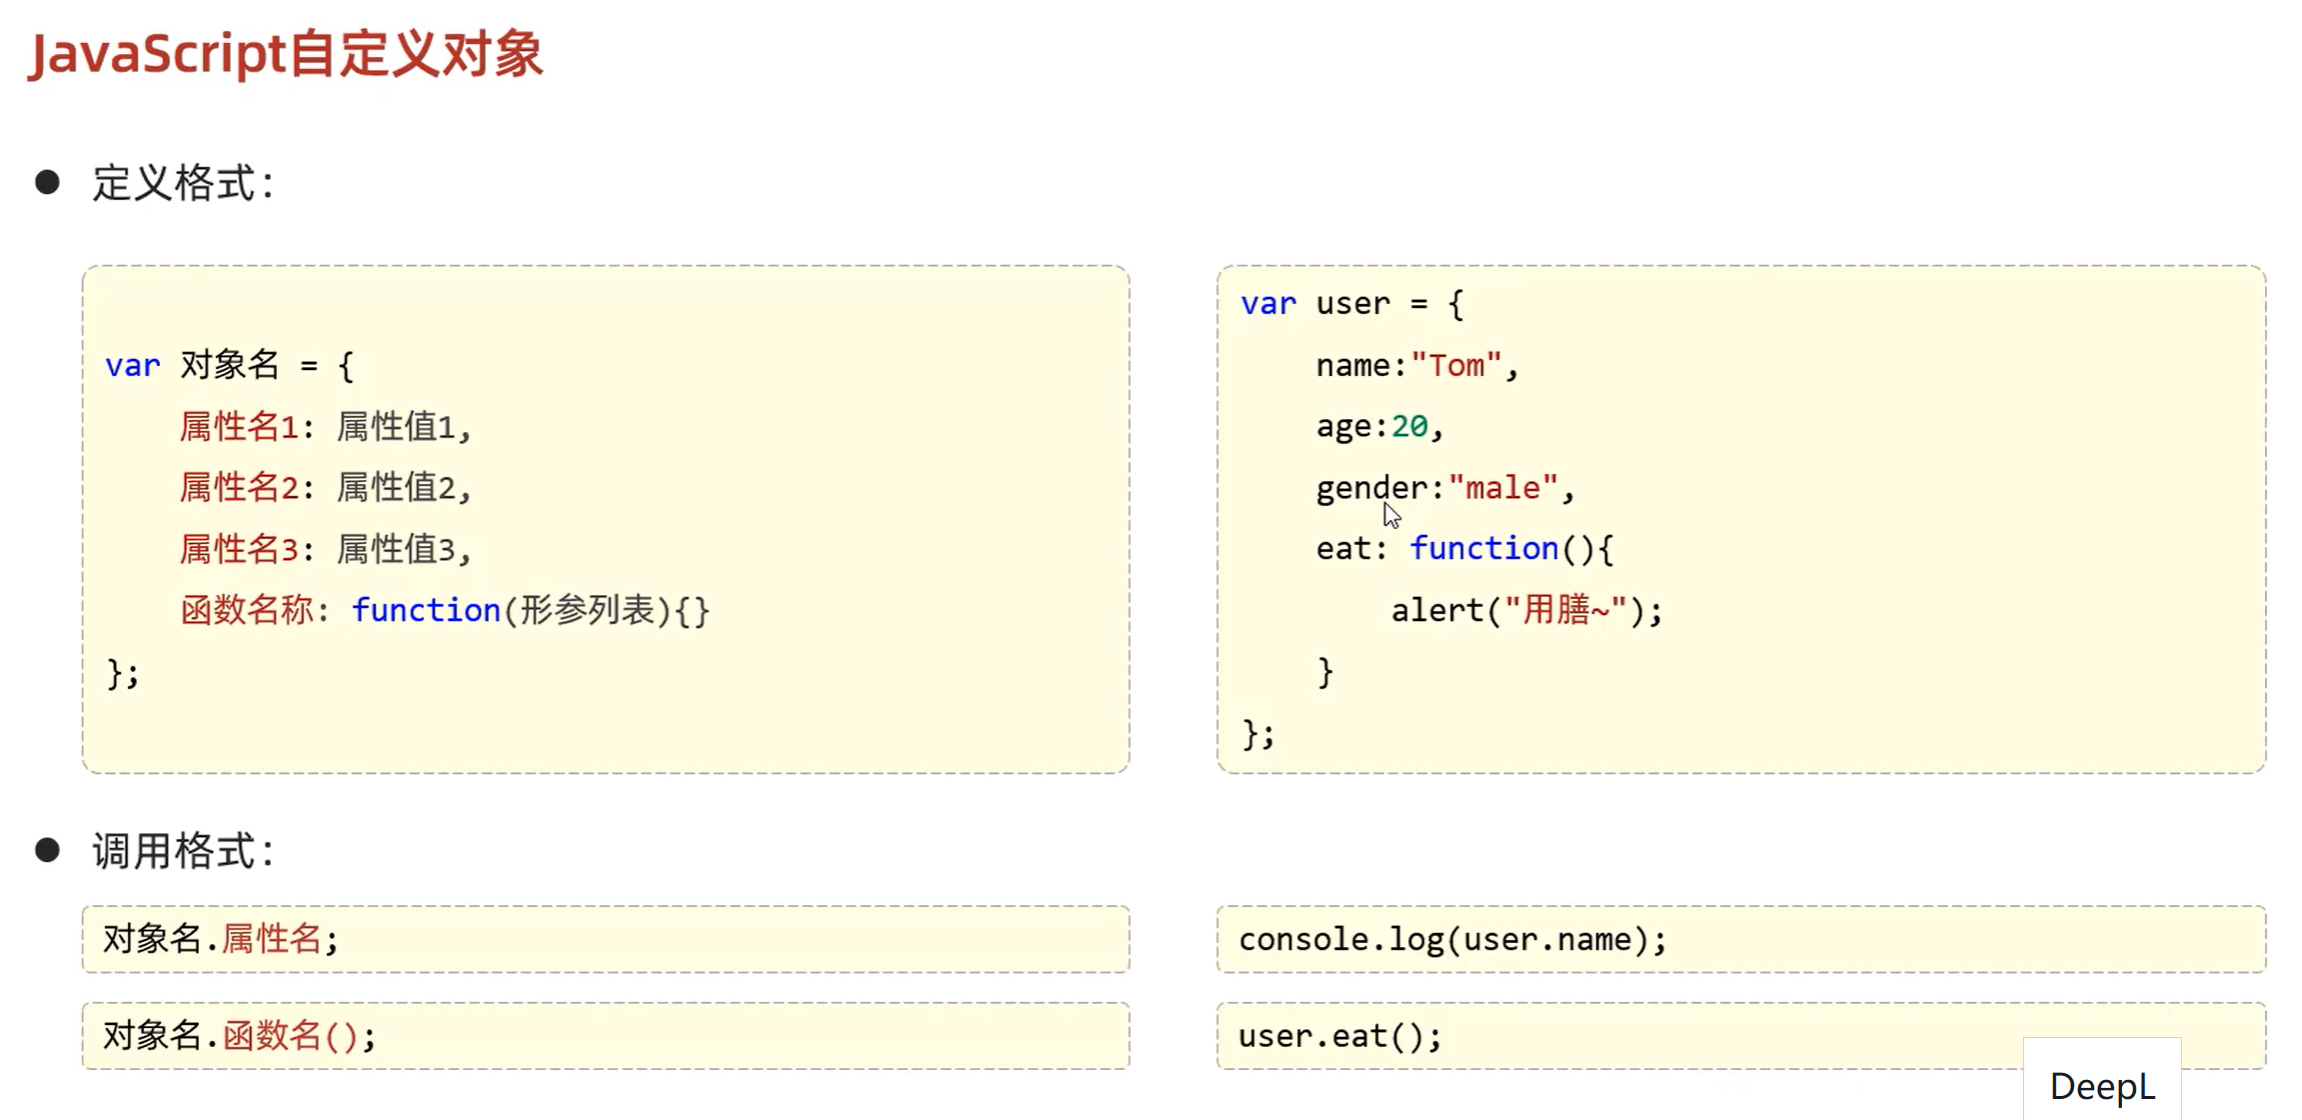 JavaScript自定义对象
● 定义格式：
var 对象名 = {
    属性名1: 属性值1,
    属性名2: 属性值2,
    属性名3: 属性值3,
    函数名称: function(形参列表){}
};
var user = {
    name:"Tom",
    age:20,
    gender:"male",
    eat: function(){
        alert("用膳~");
    }
};
● 调用格式：
对象名.属性名;
console.log(user.name);
对象名.函数名();
user.eat();
DeepL